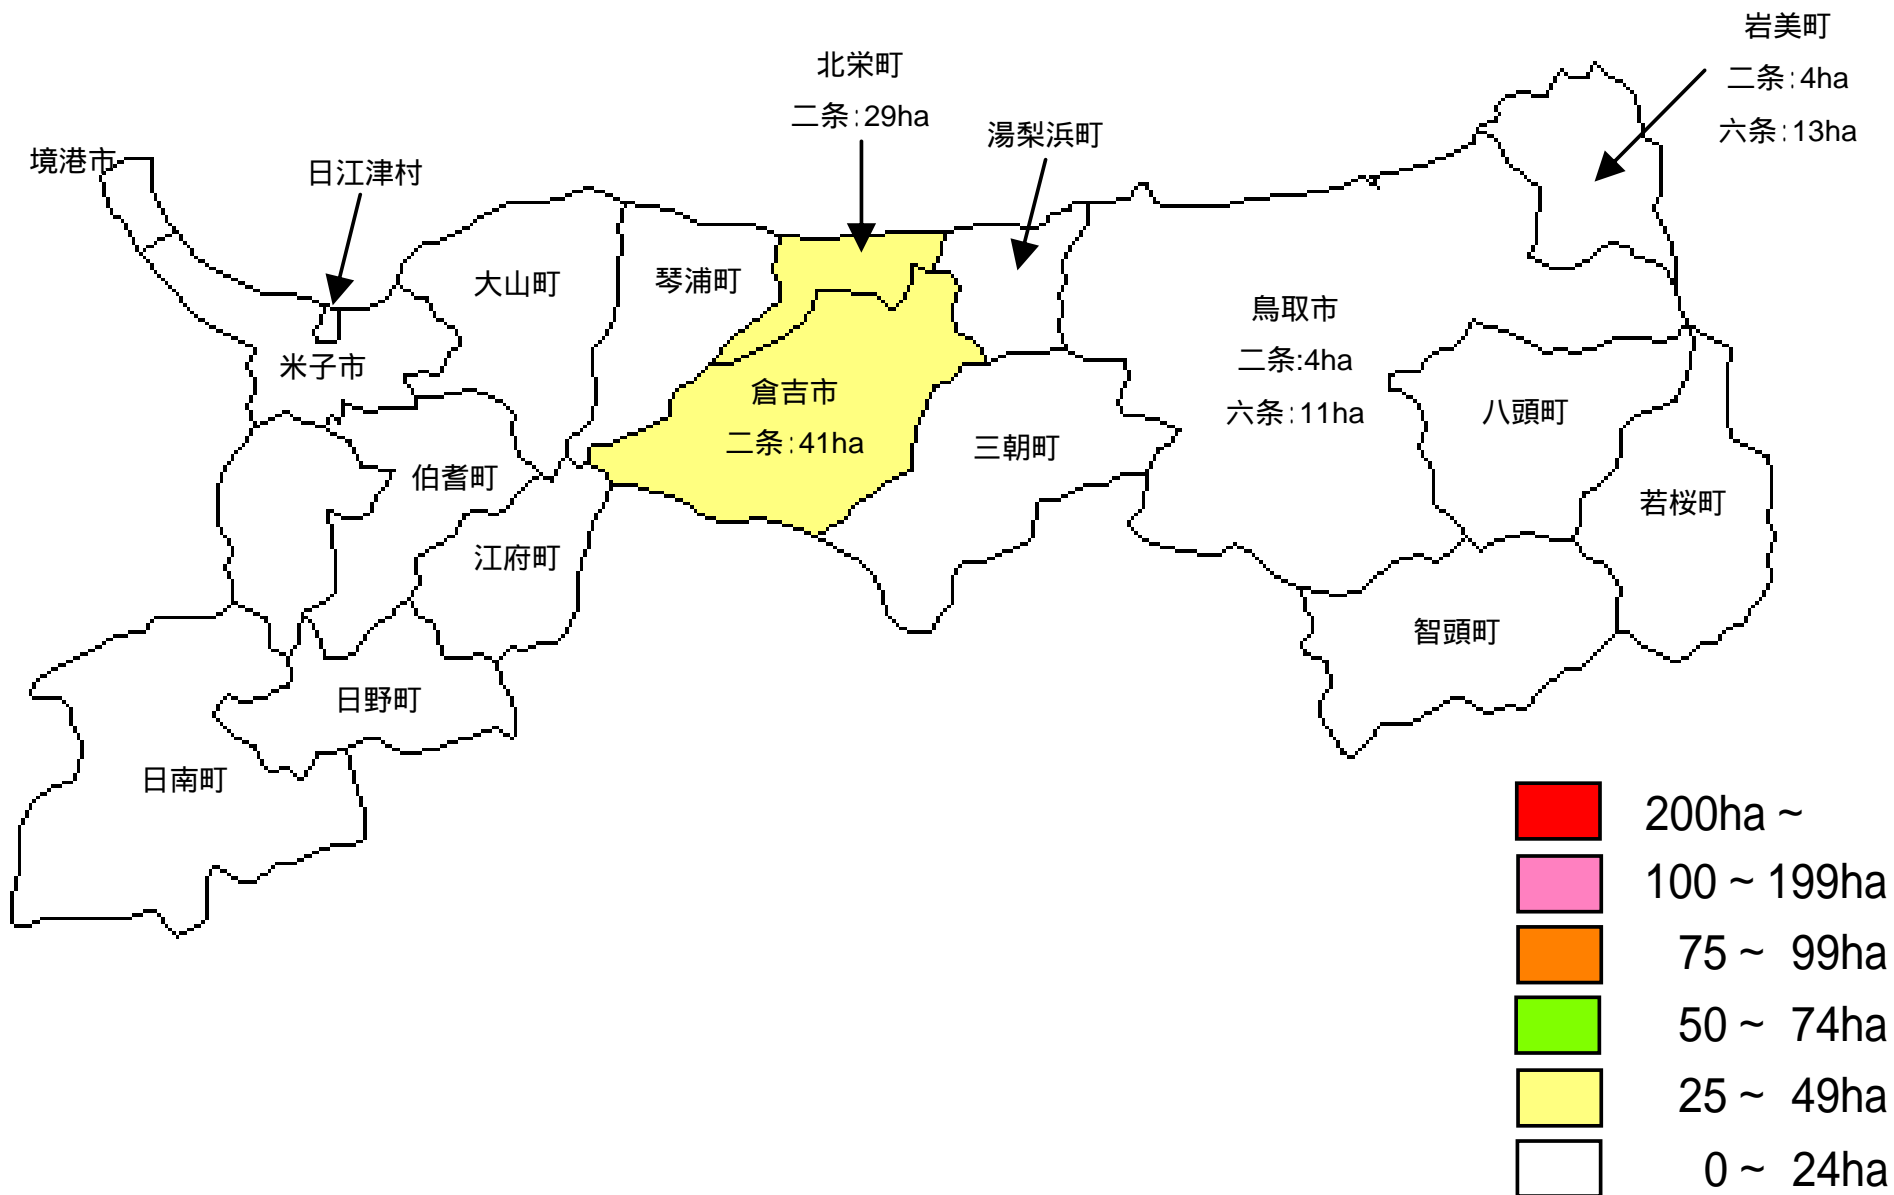 岩美町
二条:4ha
六条:13ha
北栄町
二条:29ha
湯梨浜町
境港市
日江津村
大山町
琴浦町
鳥取市
二条:4ha
六条:11ha
米子市
倉吉市
二条:41ha
八頭町
三朝町
伯耆町
若桜町
江府町
智頭町
日野町
日南町
200ha ~
100 ~ 199ha
75 ~ 99ha
50 ~ 74ha
25 ~ 49ha
0 ~ 24ha